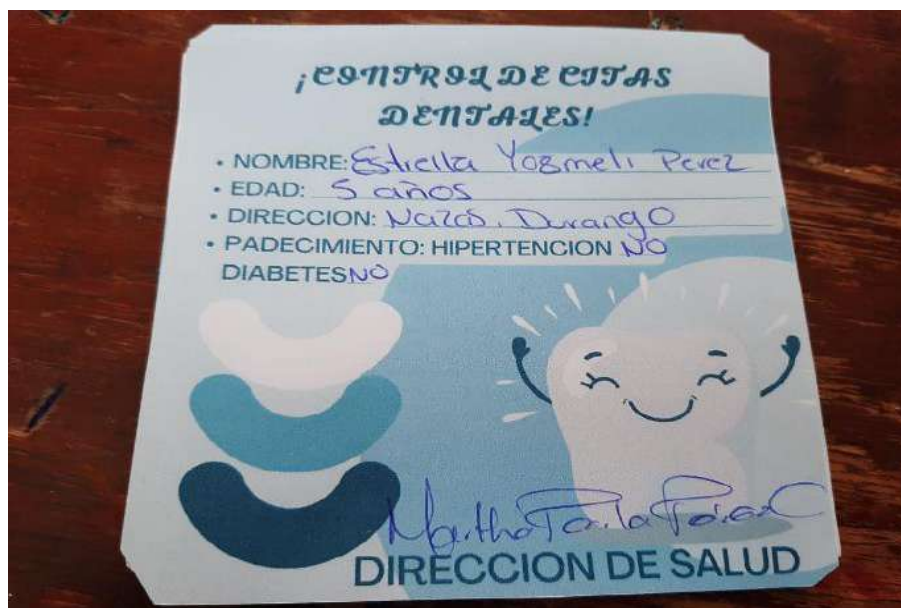 ¡CONTROL DE CITAS
DENTALES!
• NOMBRE: Estrella Yosmeli Perez
• EDAD: 5 años
• DIRECCION: Nazas, Durango
• PADECIMIENTO: HIPERTENCION NO
DIABETES NO
Martha
DIRECCION DE SALUD